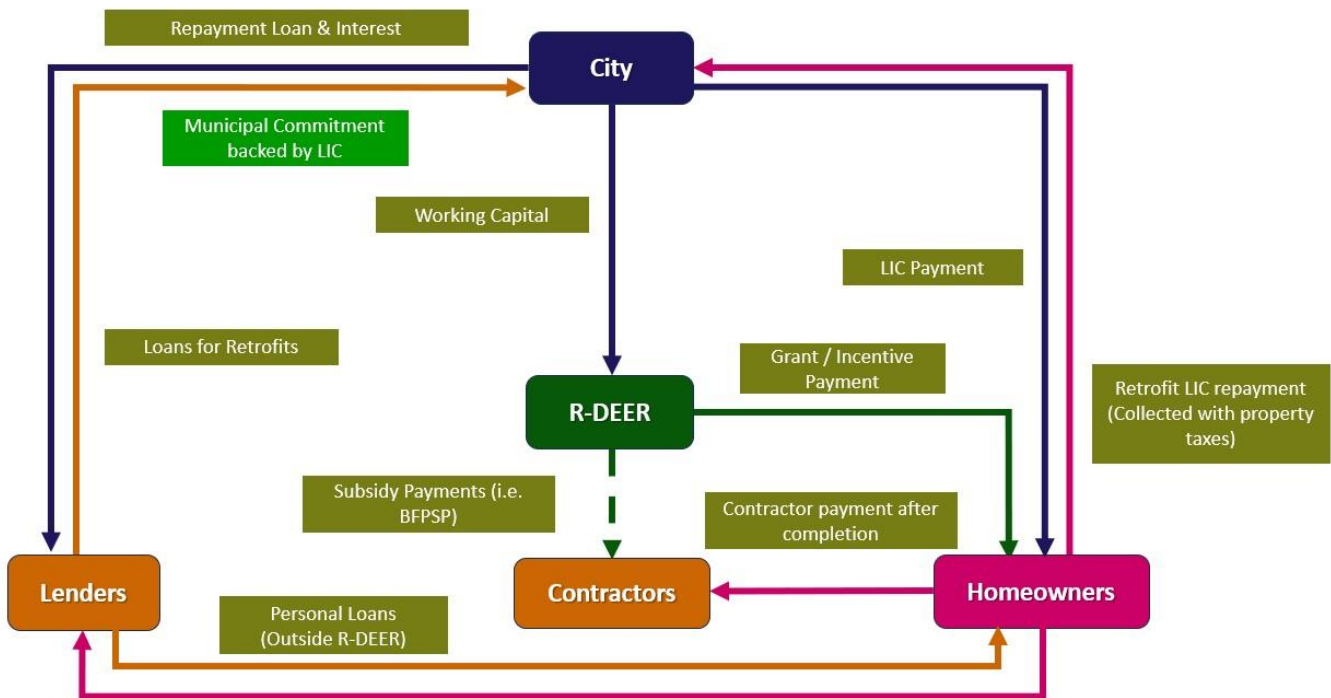 Repayment Loan & Interest
City
Municipal Commitment
backed by LIC
Working Capital
LIC Payment
Loans for Retrofits
Grant / Incentive
Payment
Retrofit LIC repayment
(Collected with property
taxes)
R-DEER
Subsidy Payments (i.e.
BFPSP)
Contractor payment after
completion
Lenders
Contractors
Homeowners
Personal Loans
(Outside R-DEER)